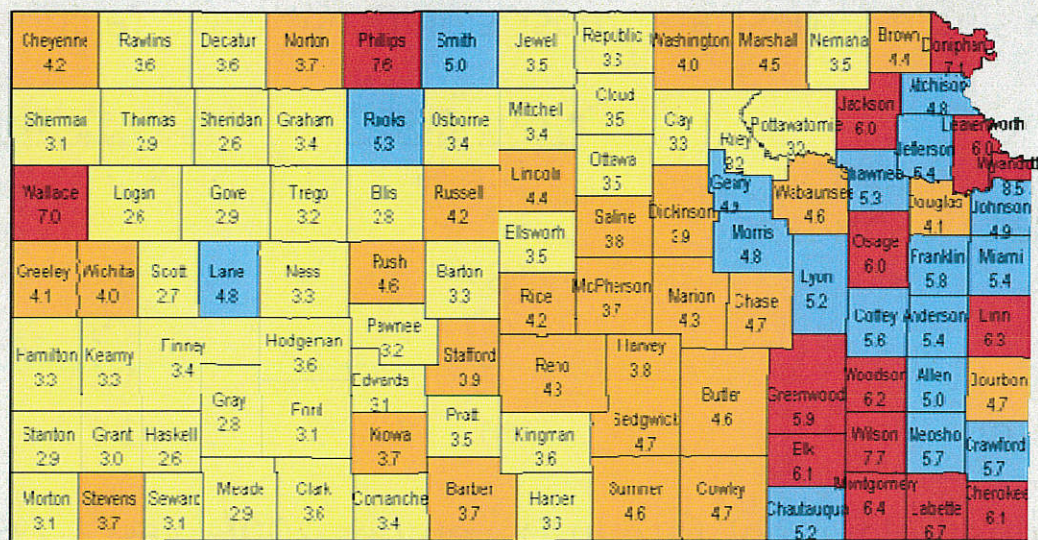 Cheyenne 4.2
Rawlins 3.6
Decatur 3.6
Norton 3.7
Phillips 7.6
Smith 5.0
Jewell 3.5
Republic 3.3
Washington 4.0
Marshall 4.5
Nemaha 3.5
Brown 4.4
Doniphan 7.1
Sherman 3.1
Thomas 2.9
Sheridan 2.6
Graham 3.4
Rooks 5.3
Osborne 3.4
Mitchell 3.4
Cloud 3.5
Clay 3.3
Riley 3.2
Pottawatomie
Jackson 6.0
Atchison 4.8
Jefferson 5.4
Leavenworth 6.0
Wyandotte 8.5
Wallace 7.0
Logan 2.6
Gove 2.9
Trego 3.2
Ellis 2.8
Russell 4.2
Lincoln 4.4
Ottawa 3.5
Saline 3.8
Dickinson 3.9
Geary 4.9
Wabaunsee 4.6
Shawnee 5.3
Douglas 4.1
Johnson 4.9
Ellsworth 3.5
Morris 4.8
Osage 6.0
Franklin 5.8
Miami 5.4
Greeley 4.1
Wichita 4.0
Scott 2.7
Lane 4.8
Ness 3.3
Rush 4.6
Barton 3.3
Rice 4.2
McPherson 3.7
Marion 4.3
Chase 4.7
Lyon 5.2
Coffey 5.6
Anderson 5.4
Linn 6.3
Hamilton 3.3
Kearny 3.3
Finney 3.4
Hodgeman 3.6
Pawnee 3.2
Stafford 3.9
Reno 4.3
Harvey 3.8
Butler 4.6
Greenwood 5.9
Woodson 6.2
Allen 5.0
Bourbon 4.7
Edwards 3.1
Gray 2.8
Ford 3.1
Kiowa 3.7
Pratt 3.5
Kingman 3.6
Sedgwick 4.7
Elk 6.1
Wilson 7.7
Neosho 5.7
Crawford 5.7
Stanton 2.9
Grant 3.0
Haskell 2.6
Morton 3.1
Stevens 3.7
Seward 3.1
Meade 2.9
Clark 3.6
Comanche 3.4
Barber 3.7
Harper 3.3
Sumner 4.6
Cowley 4.7
Chautauqua 5.2
Montgomery 6.4
Labette 6.7
Cherokee 6.1